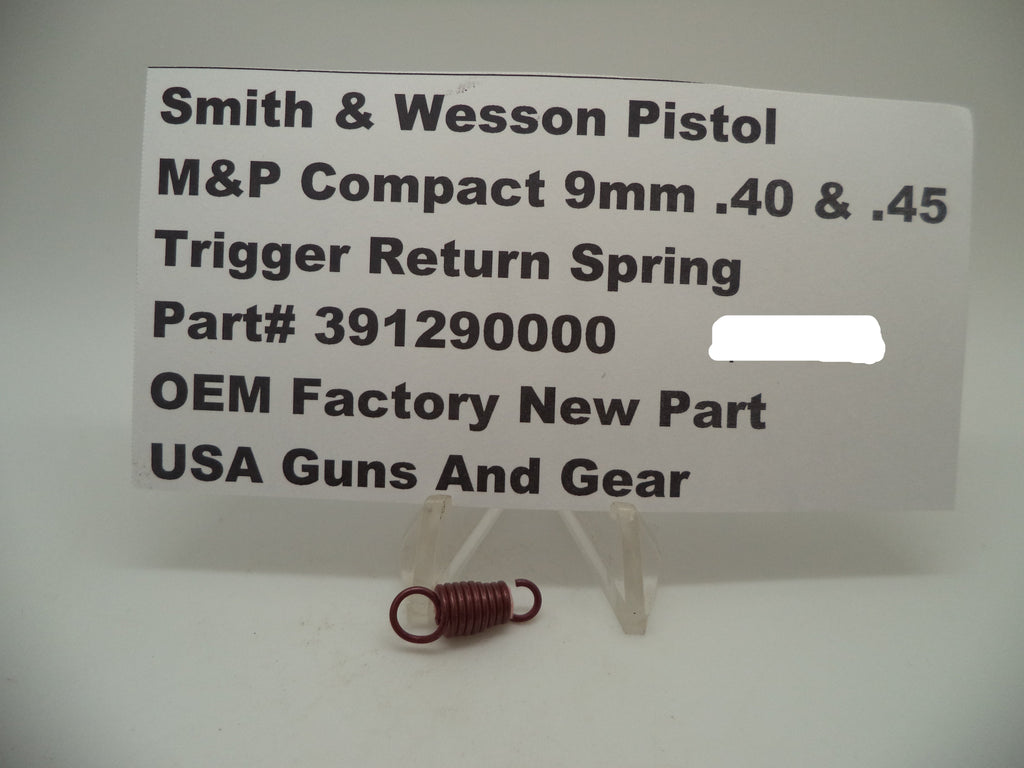 Smith & Wesson Pistol
M&P Compact 9mm .40 & .45
Trigger Return Spring
Part# 391290000
OEM Factory New Part
USA Guns And Gear